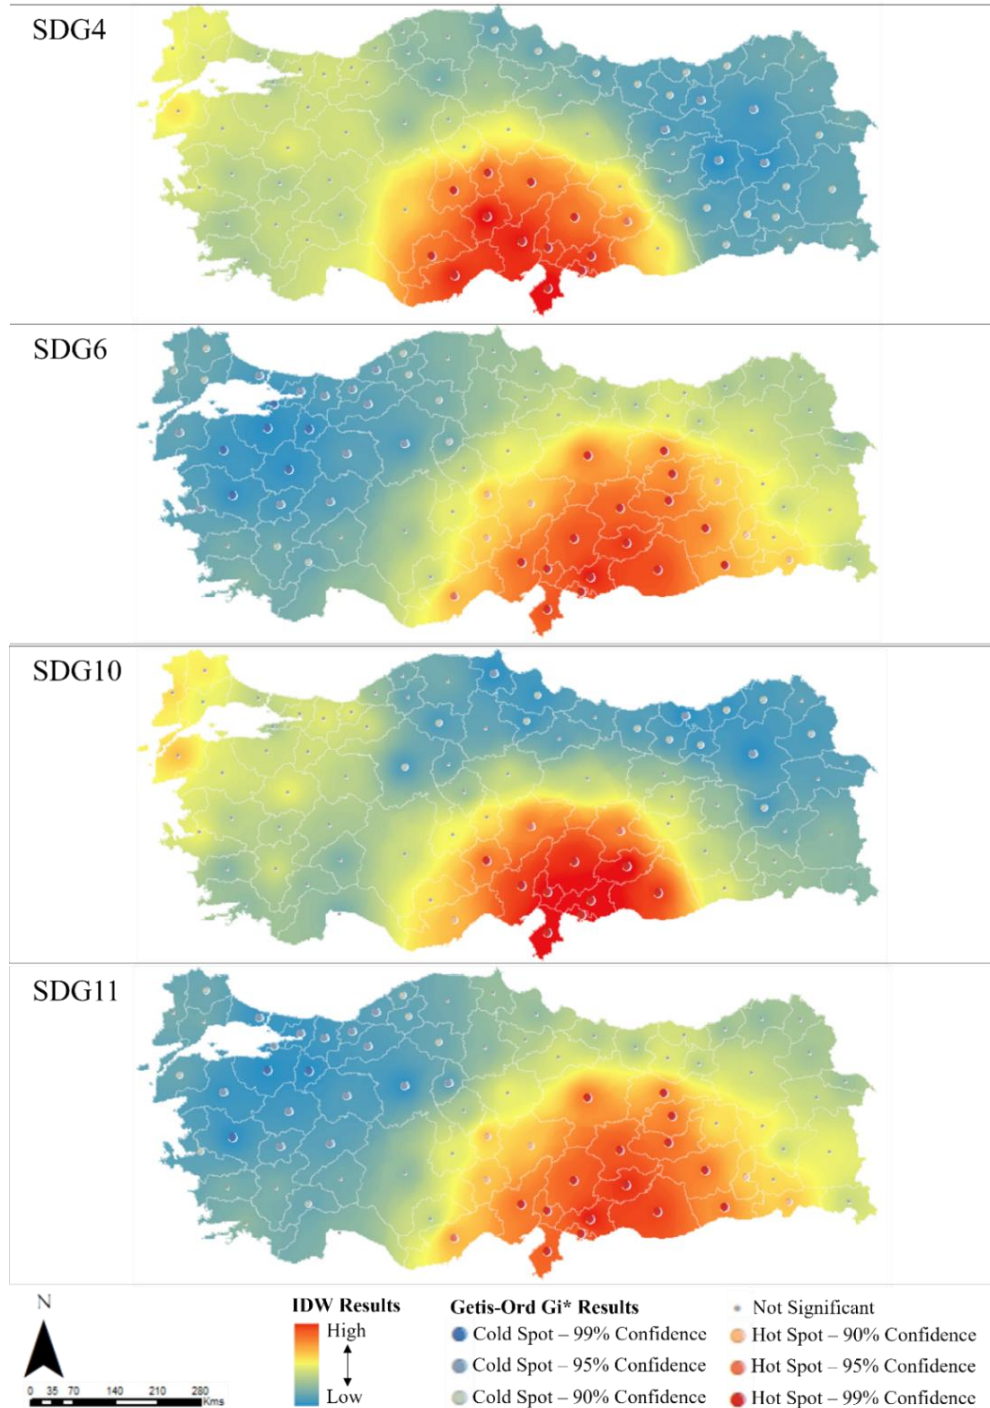 SDG4
SDG6
SDG10
SDG11
N
0 35 70 140 210 280
Kms
IDW Results
High
Low
Getis-Ord Gi* Results
Cold Spot – 99% Confidence
Cold Spot – 95% Confidence
Cold Spot – 90% Confidence
Not Significant
Hot Spot – 90% Confidence
Hot Spot – 95% Confidence
Hot Spot – 99% Confidence